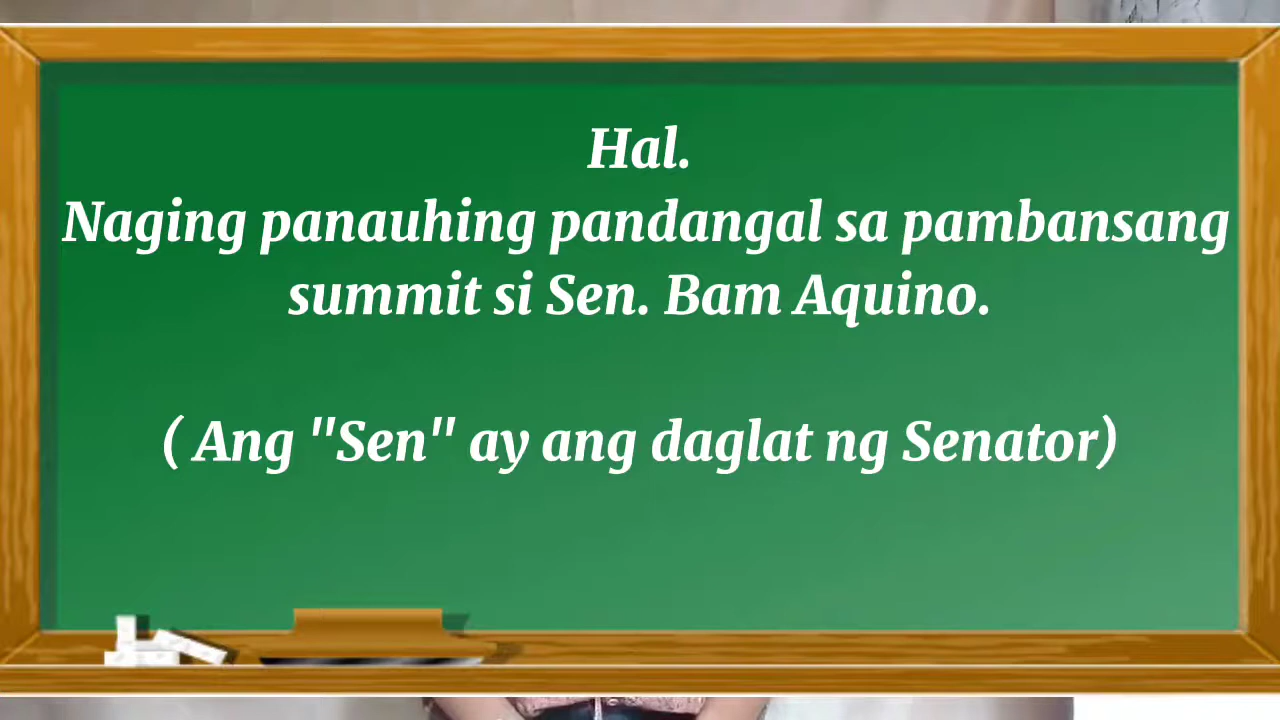 Hal.
Naging panauhing pandangal sa pambansang
summit si Sen. Bam Aquino.
( Ang "Sen" ay ang daglat ng Senator)